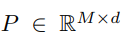 P ∈ ℝ^{M×d}